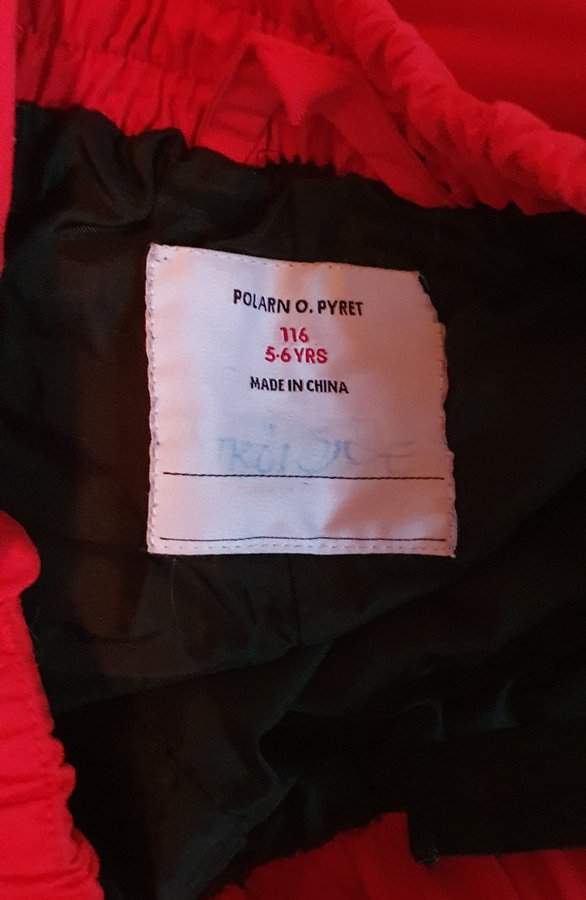 POLARN O. PYRET
116
5-6 YRS
MADE IN CHINA